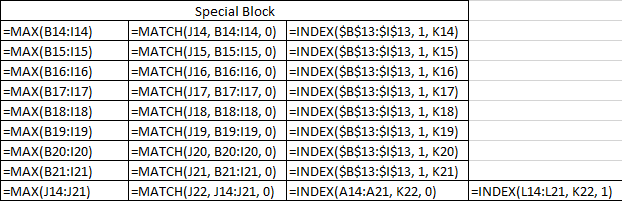 Special Block
=MAX(B14:I14) =MATCH(J14, B14:I14, 0) =INDEX($B$13:$I$13, 1, K14)
=MAX(B15:I15) =MATCH(J15, B15:I15, 0) =INDEX($B$13:$I$13, 1, K15)
=MAX(B16:I16) =MATCH(J16, B16:I16, 0) =INDEX($B$13:$I$13, 1, K16)
=MAX(B17:I17) =MATCH(J17, B17:I17, 0) =INDEX($B$13:$I$13, 1, K17)
=MAX(B18:I18) =MATCH(J18, B18:I18, 0) =INDEX($B$13:$I$13, 1, K18)
=MAX(B19:I19) =MATCH(J19, B19:I19, 0) =INDEX($B$13:$I$13, 1, K19)
=MAX(B20:I20) =MATCH(J20, B20:I20, 0) =INDEX($B$13:$I$13, 1, K20)
=MAX(B21:I21) =MATCH(J21, B21:I21, 0) =INDEX($B$13:$I$13, 1, K21)
=MAX(J14:J21) =MATCH(J22, J14:J21, 0) =INDEX(A14:A21, K22, 0) =INDEX(L14:L21, K22, 1)